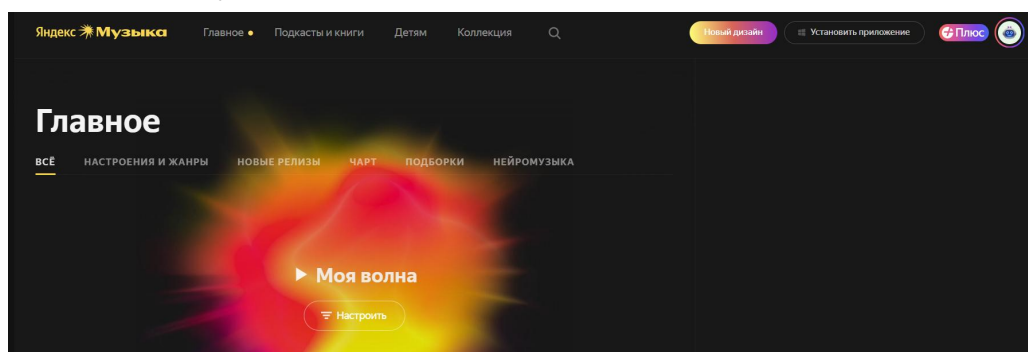 Яндекс Музыка Главное Подкасты и книги Детям Коллекция Новый дизайн Установить приложение Плюс
Главное
ВСЁ НАСТРОЕНИЯ И ЖАНРЫ НОВЫЕ РЕЛИЗЫ ЧАРТ ПОДБОРКИ НЕЙРОМУЗЫКА
Моя волна
Настроить